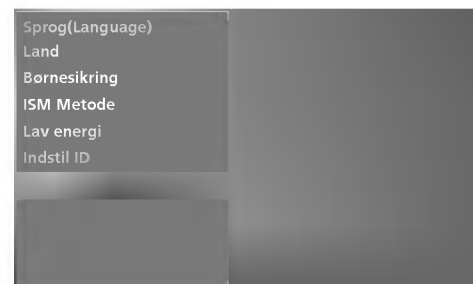 Sprog(Language)
Land
Børnesikring
ISM Metode
Lav energi
Indstil ID